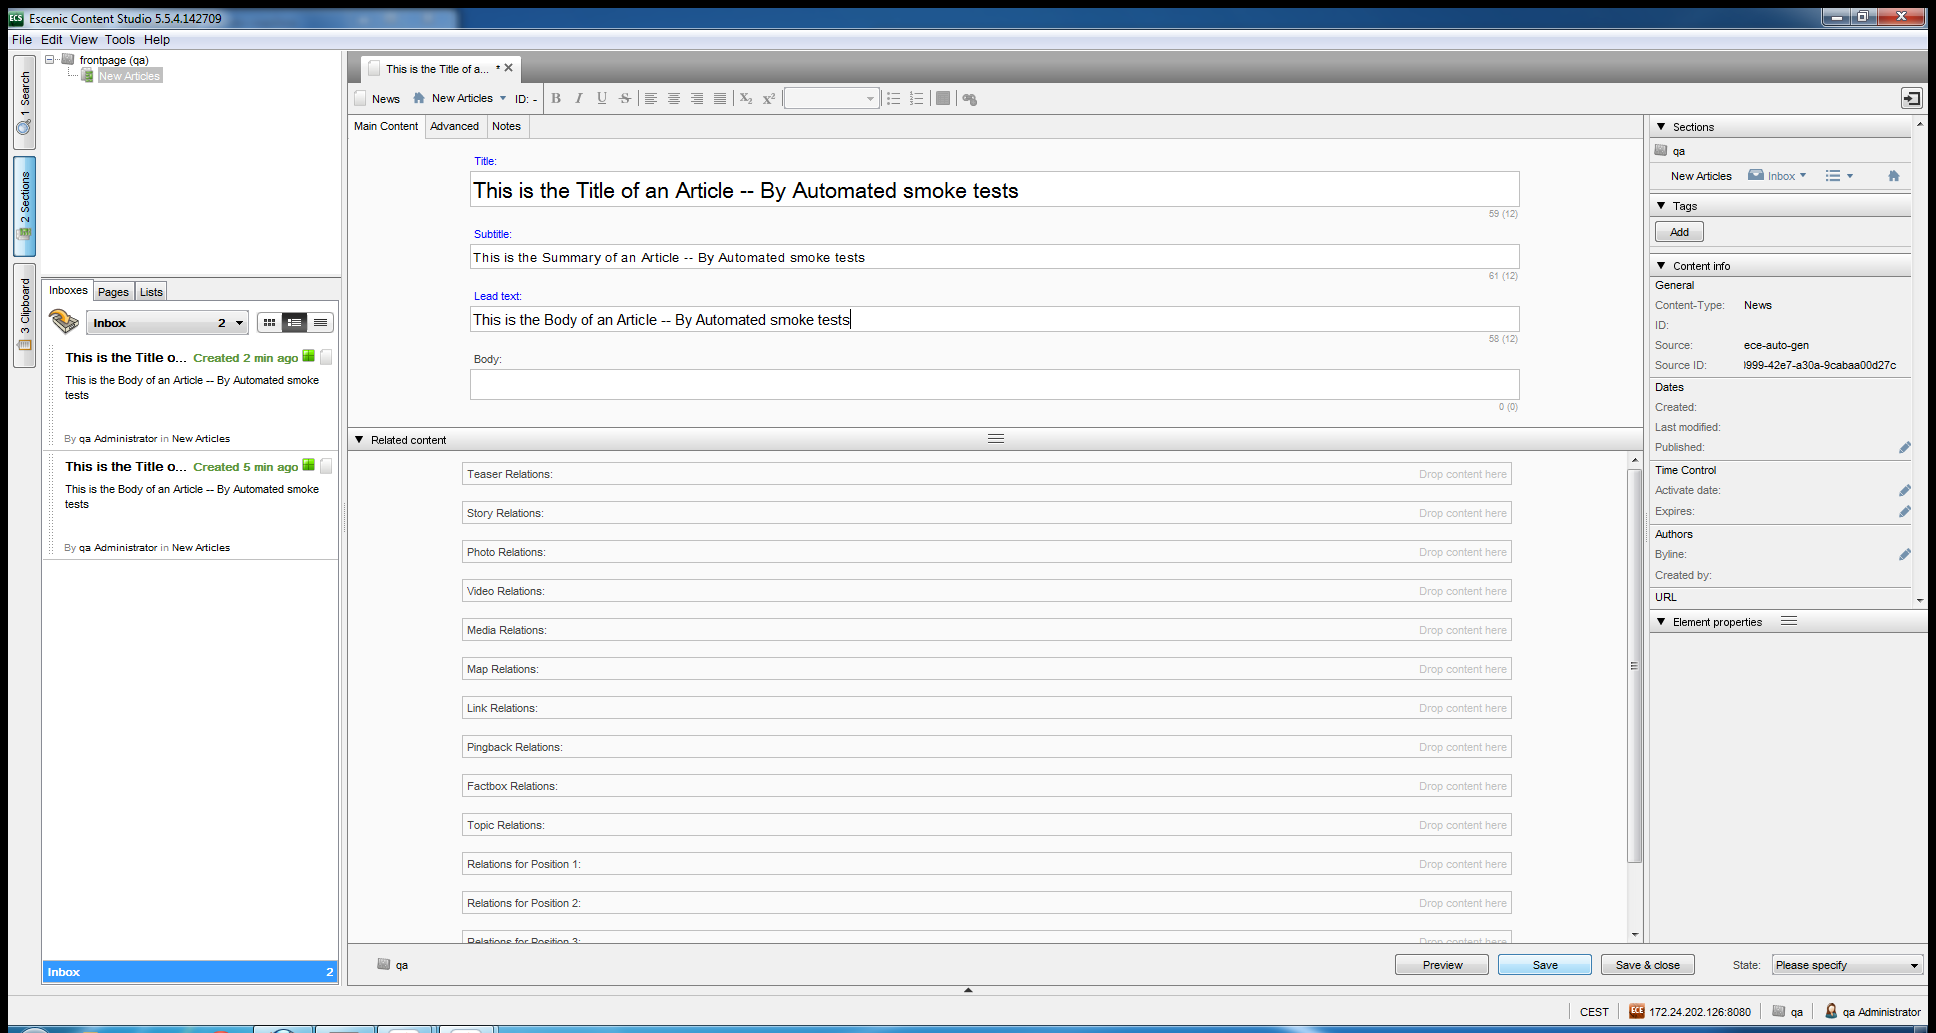 ECS Escenic Content Studio 5.5.4.142709
File Edit View Tools Help
1 Search
2 Sections
3 Clipboard
frontpage (qa)
New Articles
Inboxes Pages Lists
Inbox 2
This is the Title o... Created 2 min ago
This is the Body of an Article -- By Automated smoke
tests
By qa Administrator in New Articles
This is the Title o... Created 5 min ago
This is the Body of an Article -- By Automated smoke
tests
By qa Administrator in New Articles
Inbox 2
This is the Title of a... *
News New Articles ID: - B I U S X2 X2
Main Content Advanced Notes
Title:
This is the Title of an Article -- By Automated smoke tests
59 (12)
Subtitle:
This is the Summary of an Article -- By Automated smoke tests
61 (12)
Lead text:
This is the Body of an Article -- By Automated smoke tests
58 (12)
Body:
0 (0)
Related content
Teaser Relations: Drop content here
Story Relations: Drop content here
Photo Relations: Drop content here
Video Relations: Drop content here
Media Relations: Drop content here
Map Relations: Drop content here
Link Relations: Drop content here
Pingback Relations: Drop content here
Factbox Relations: Drop content here
Topic Relations: Drop content here
Relations for Position 1: Drop content here
Relations for Position 2: Drop content here
Relations for Position 3: Drop content here
qa Preview Save Save & close State: Please specify
Sections
qa
New Articles Inbox
Tags
Add
Content info
General
Content-Type: News
ID:
Source: ece-auto-gen
Source ID: 999-42e7-a30a-9cabaa00d27c
Dates
Created:
Last modified:
Published:
Time Control
Activate date:
Expires:
Authors
Byline:
Created by:
URL
Element properties
CEST ECE 172.24.202.126:8080 qa qa Administrator